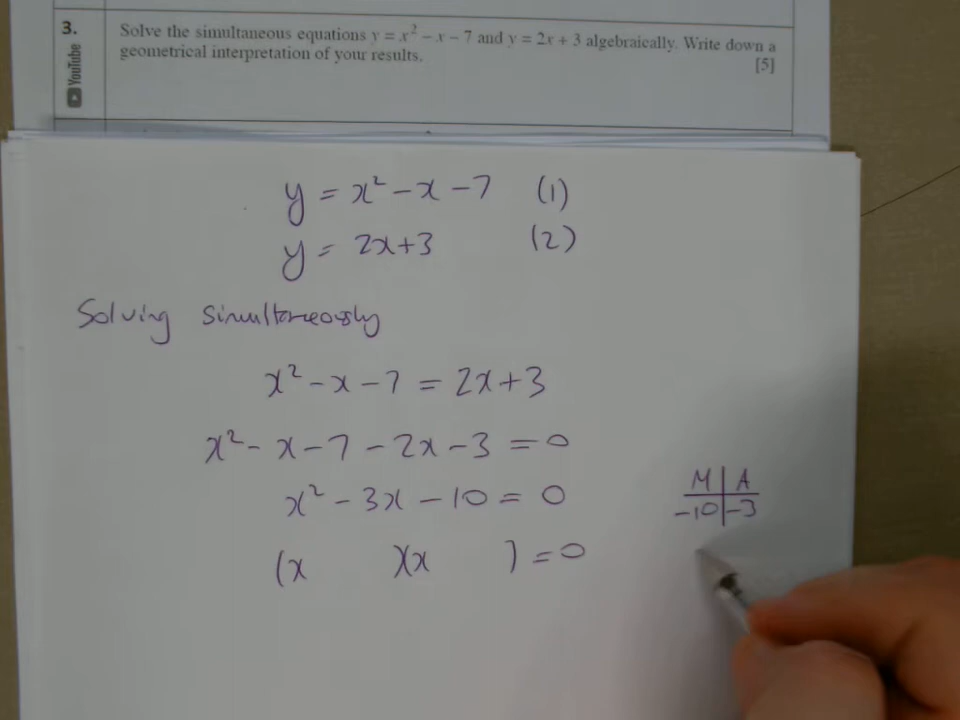 3. Solve the simultaneous equations y = x² − x − 7 and y = 2x + 3 algebraically. Write down a
geometrical interpretation of your results.
[5]
YouTube
y = x² − x − 7 (1)
y = 2x + 3 (2)
Solving simultaneously
x² − x − 7 = 2x + 3
x² − x − 7 − 2x − 3 = 0
x² − 3x − 10 = 0
M | A
−10 | −3
(x )(x ) = 0